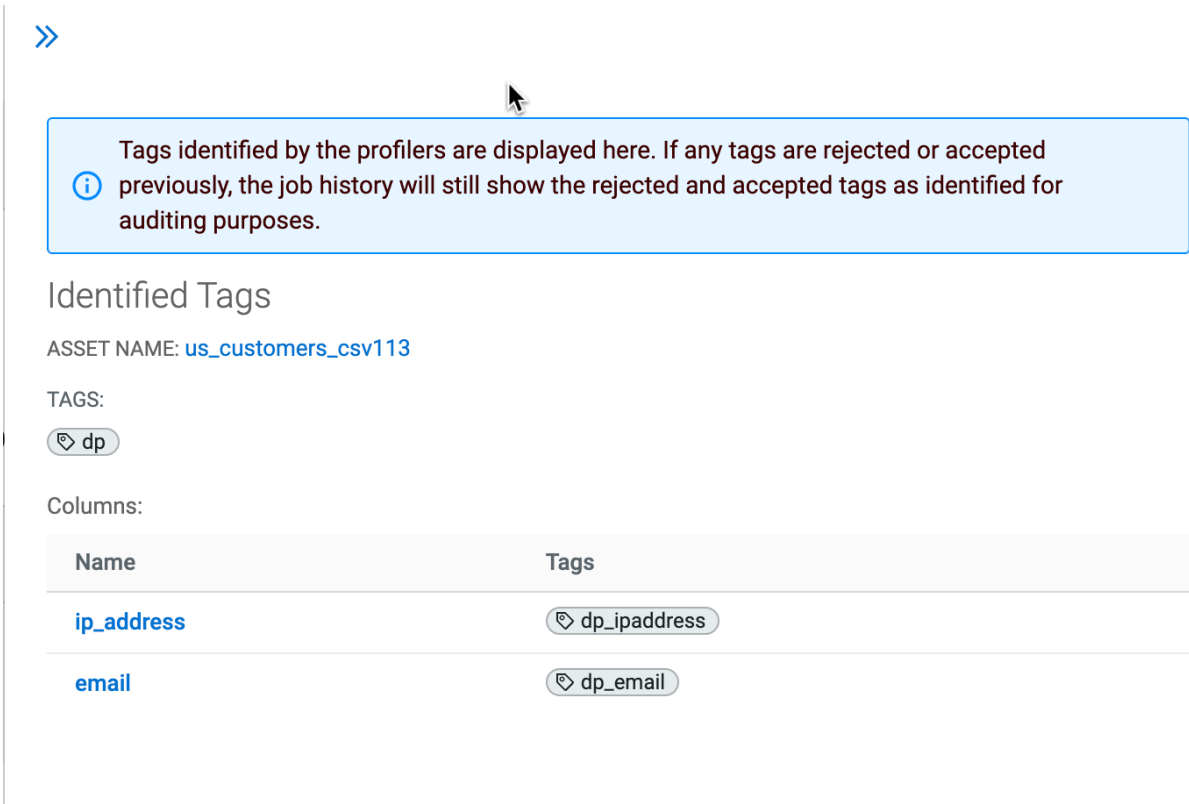 Tags identified by the profilers are displayed here. If any tags are rejected or accepted
previously, the job history will still show the rejected and accepted tags as identified for
auditing purposes.
Identified Tags
ASSET NAME: us_customers_csv113
TAGS:
dp
Columns:
Name Tags
ip_address dp_ipaddress
email dp_email